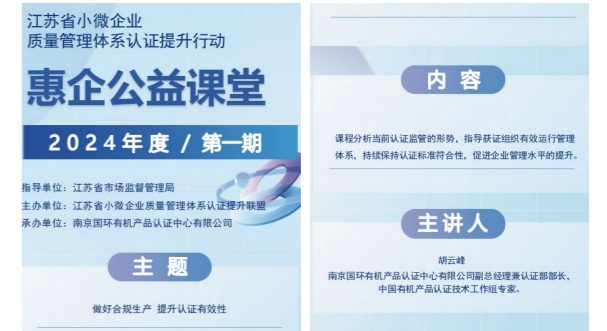 江苏省小微企业
质量管理体系认证提升行动
惠企公益课堂
2024年度 / 第一期
指导单位：江苏省市场监督管理局
主办单位：江苏省小微企业质量管理体系认证提升联盟
承办单位：南京国环有机产品认证中心有限公司
主 题
做好合规生产 提升认证有效性
内 容
课程分析当前认证监管的形势，指导获证组织有效运行管理
体系，持续保持认证标准符合性，促进企业管理水平的提升。
主讲人
胡云峰
南京国环有机产品认证中心有限公司副总经理兼认证部部长，
中国有机产品认证技术工作组专家。